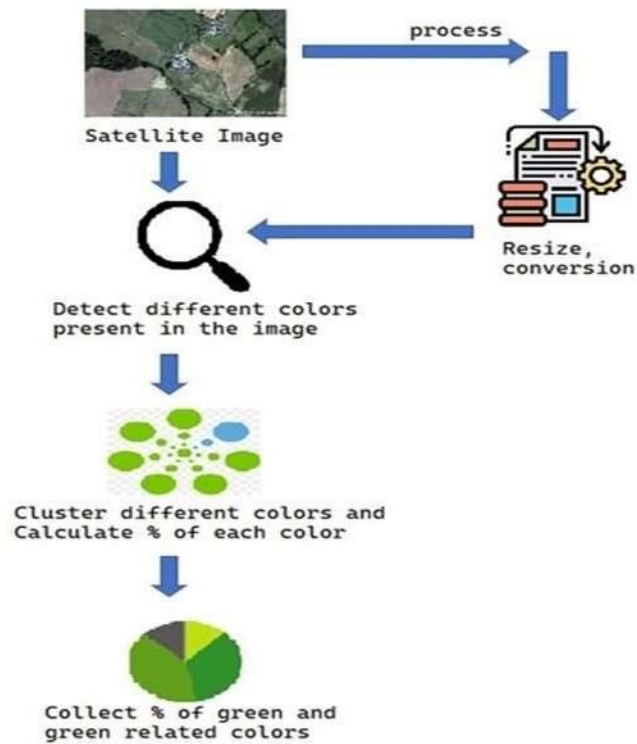 process
Satellite Image
Resize,
conversion
Detect different colors
present in the image
Cluster different colors and
Calculate % of each color
Collect % of green and
green related colors